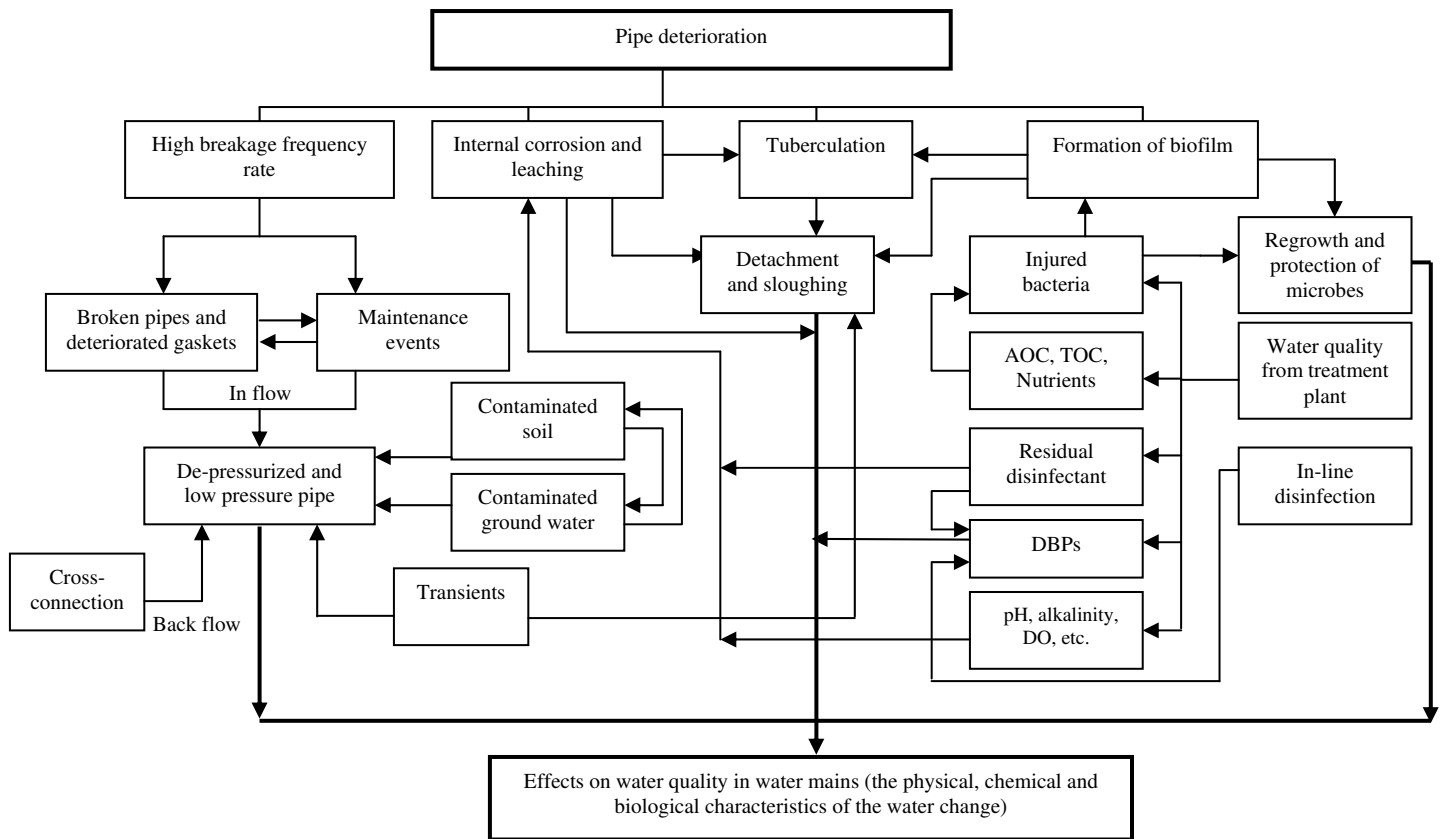 Pipe deterioration
High breakage frequency
rate
Internal corrosion and
leaching
Tuberculation
Formation of biofilm
Broken pipes and
deteriorated gaskets
Maintenance
events
Detachment
and sloughing
Injured
bacteria
Regrowth and
protection of
microbes
In flow
AOC, TOC,
Nutrients
Water quality
from treatment
plant
Contaminated
soil
De-pressurized and
low pressure pipe
Contaminated
ground water
Residual
disinfectant
In-line
disinfection
DBPs
Cross-
connection
Back flow
Transients
pH, alkalinity,
DO, etc.
Effects on water quality in water mains (the physical, chemical and
biological characteristics of the water change)